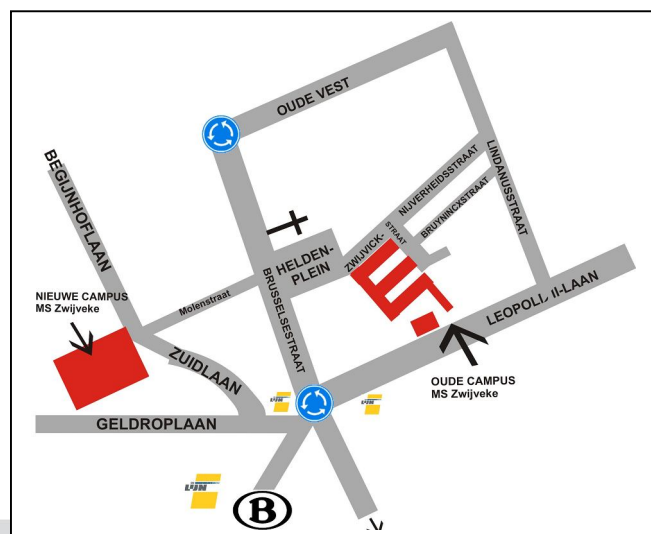 OUDE VEST
BEGIJNHOFLAAN
NIJVERHEIDSSTRAAT
LINDANUSSTRAAT
BRUYNINCXSTRAAT
ZWIJVICK-
STRAAT
HELDEN-
PLEIN
Molenstraat
BRUSSELSESTRAAT
NIEUWE CAMPUS
MS Zwijveke
LEOPOLD II-LAAN
ZUIDLAAN
OUDE CAMPUS
MS Zwijveke
GELDROPLAAN
LIJN
B